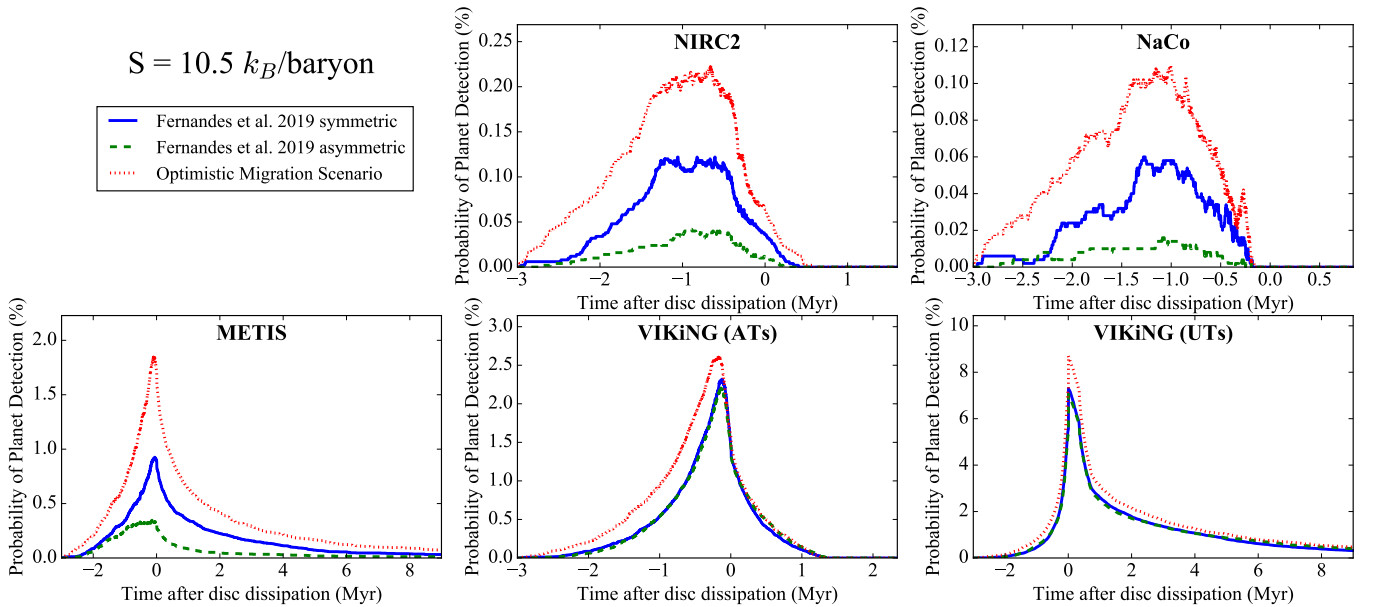 S = 10.5 k_B/baryon
Fernandes et al. 2019 symmetric
Fernandes et al. 2019 asymmetric
Optimistic Migration Scenario
NIRC2
Probability of Planet Detection (%)
0.25
0.20
0.15
0.10
0.05
0.00
−3 −2 −1 0 1
Time after disc dissipation (Myr)
NaCo
Probability of Planet Detection (%)
0.12
0.10
0.08
0.06
0.04
0.02
0.00
−3.0 −2.5 −2.0 −1.5 −1.0 −0.5 0.0 0.5
Time after disc dissipation (Myr)
METIS
Probability of Planet Detection (%)
2.0
1.5
1.0
0.5
0.0
−2 0 2 4 6 8
Time after disc dissipation (Myr)
VIKiNG (ATs)
Probability of Planet Detection (%)
3.0
2.5
2.0
1.5
1.0
0.5
0.0
−3 −2 −1 0 1 2
Time after disc dissipation (Myr)
VIKiNG (UTs)
Probability of Planet Detection (%)
10
8
6
4
2
0
−2 0 2 4 6 8
Time after disc dissipation (Myr)